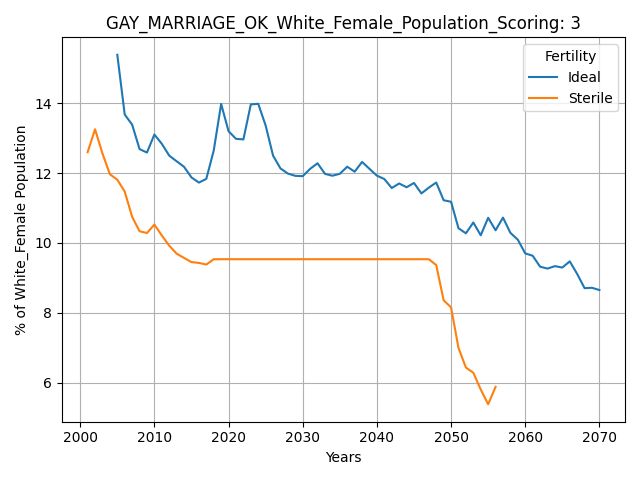 GAY_MARRIAGE_OK_White_Female_Population_Scoring: 3
Fertility
Ideal
Sterile
% of White_Female Population
14
12
10
8
6
2000 2010 2020 2030 2040 2050 2060 2070
Years